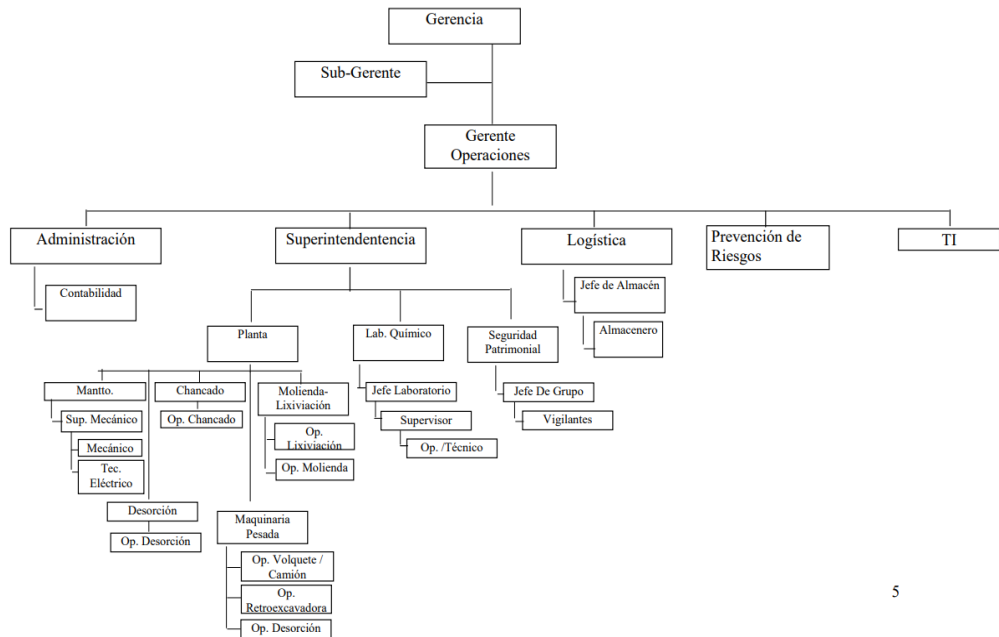 Gerencia
Sub-Gerente
Gerente
Operaciones
Administración
Superintendentencia
Logística
Prevención de
Riesgos
TI
Contabilidad
Jefe de Almacén
Almacenero
Planta
Lab. Químico
Seguridad
Patrimonial
Mantto.
Chancado
Molienda-
Lixiviación
Jefe Laboratorio
Jefe De Grupo
Sup. Mecánico
Op. Chancado
Supervisor
Vigilantes
Mecánico
Op.
Lixiviación
Op. /Técnico
Tec.
Eléctrico
Op. Molienda
Desorción
Op. Desorción
Maquinaria
Pesada
Op. Volquete /
Camión
Op.
Retroexcavadora
Op. Desorción
5